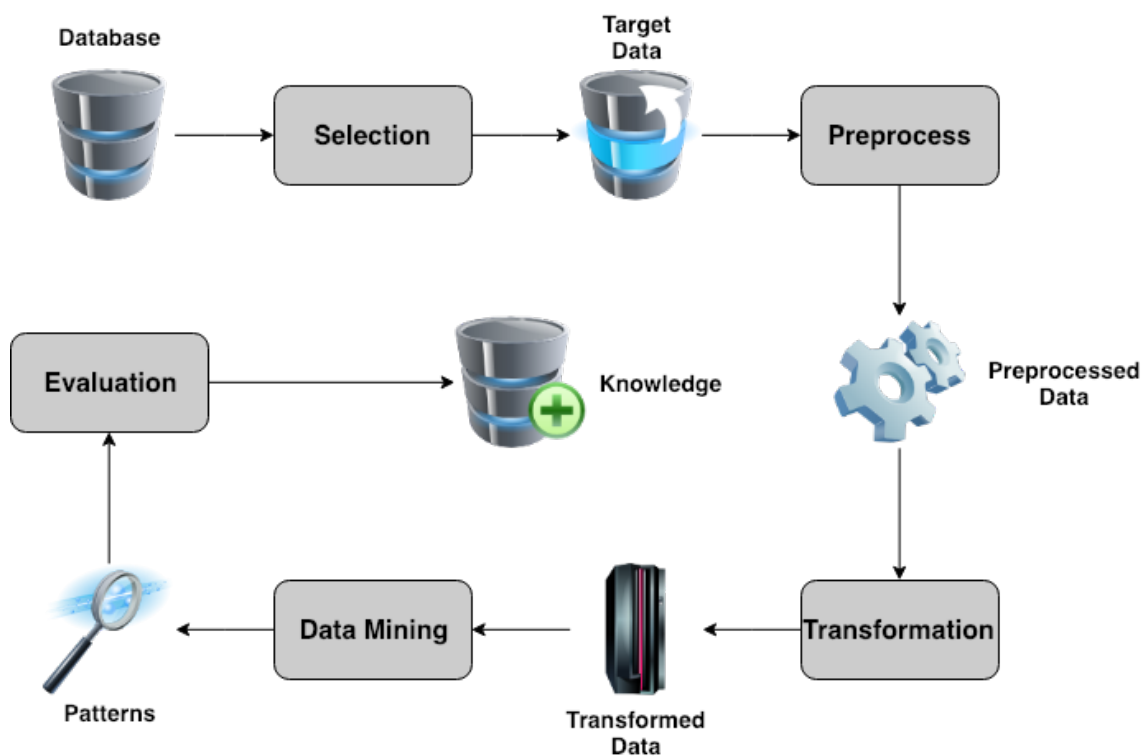 Database
Selection
Target
Data
Preprocess
Preprocessed
Data
Transformation
Transformed
Data
Data Mining
Patterns
Evaluation
Knowledge